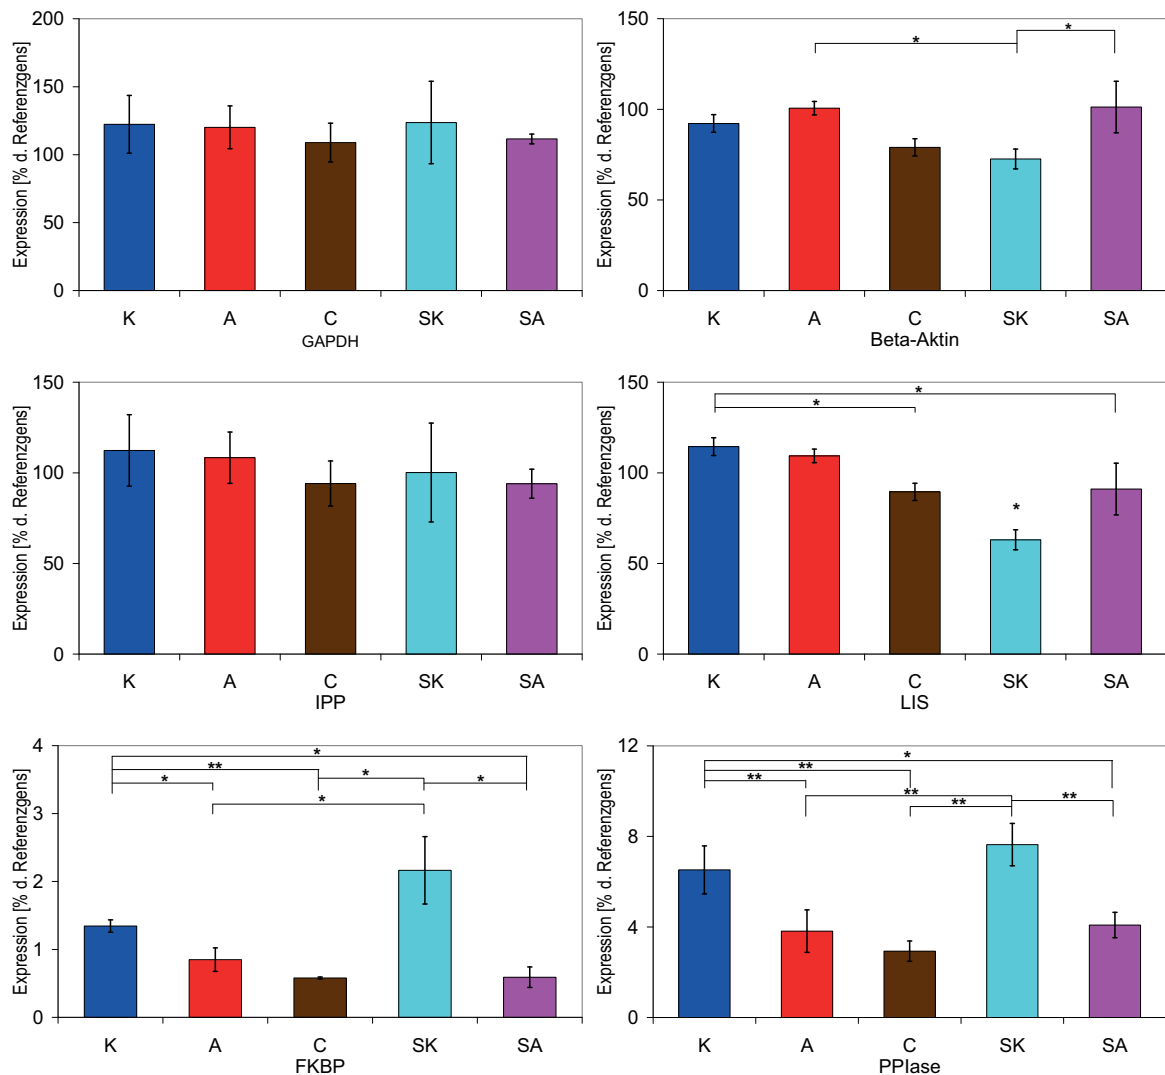 200
150
100
50
0
Expression [% d. Referenzgens]
K A C SK SA
GAPDH
150
100
50
0
Expression [% d. Referenzgens]
* *
K A C SK SA
Beta-Aktin
150
100
50
0
Expression [% d. Referenzgens]
K A C SK SA
IPP
150
100
50
0
Expression [% d. Referenzgens]
*
*
*
K A C SK SA
LIS
4
3
2
1
0
Expression [% d. Referenzgens]
*
**
* * *
*
K A C SK SA
FKBP
12
8
4
0
Expression [% d. Referenzgens]
*
**
**
** **
**
K A C SK SA
PPIase